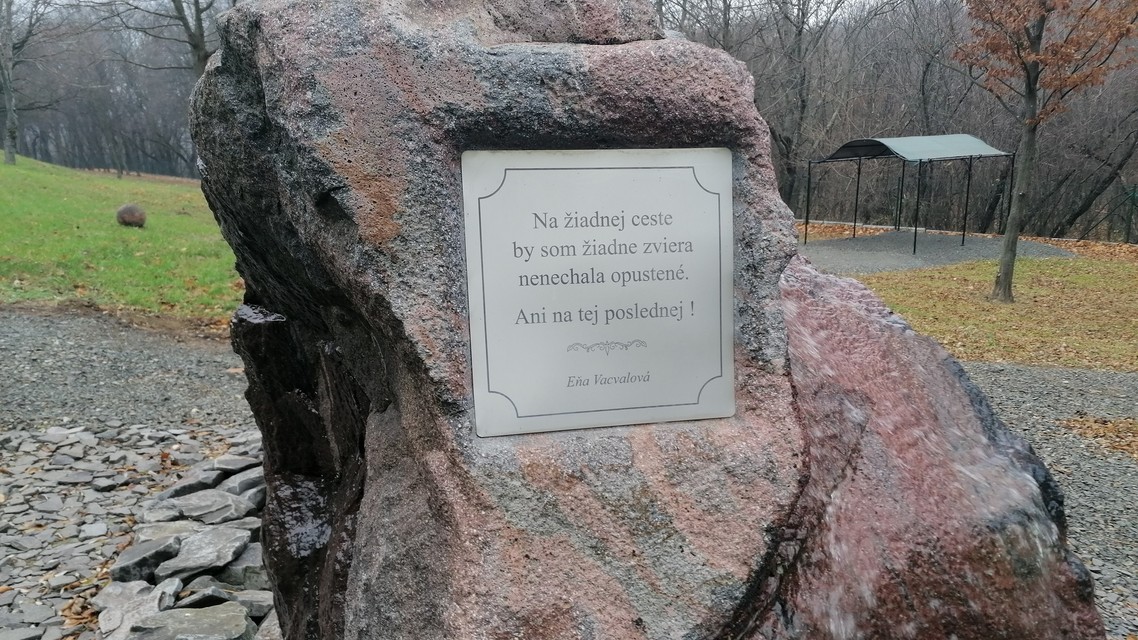 Na žiadnej ceste
by som žiadne zviera
nenechala opustené.
Ani na tej poslednej !
Eňa Vacvalová